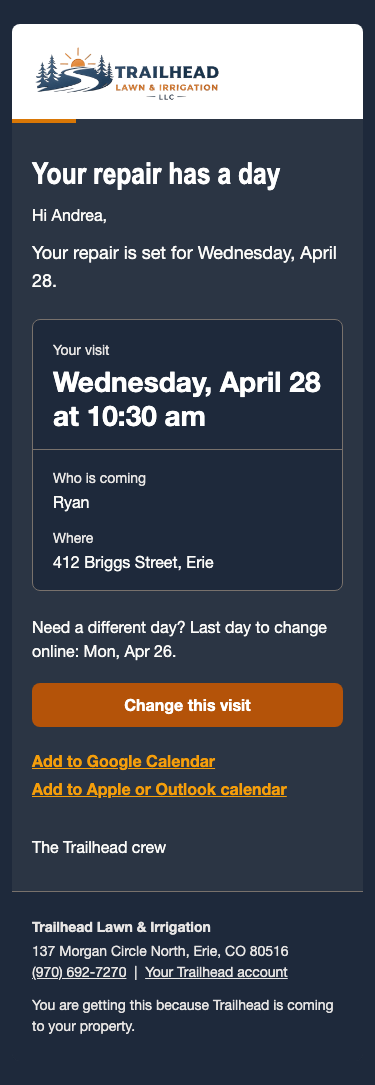 TRAILHEAD
LAWN & IRRIGATION
LLC
Your repair has a day
Hi Andrea,
Your repair is set for Wednesday, April
28.
Your visit
Wednesday, April 28
at 10:30 am
Who is coming
Ryan
Where
412 Briggs Street, Erie
Need a different day? Last day to change
online: Mon, Apr 26.
Change this visit
Add to Google Calendar
Add to Apple or Outlook calendar
The Trailhead crew
Trailhead Lawn & Irrigation
137 Morgan Circle North, Erie, CO 80516
(970) 692-7270 | Your Trailhead account
You are getting this because Trailhead is coming
to your property.